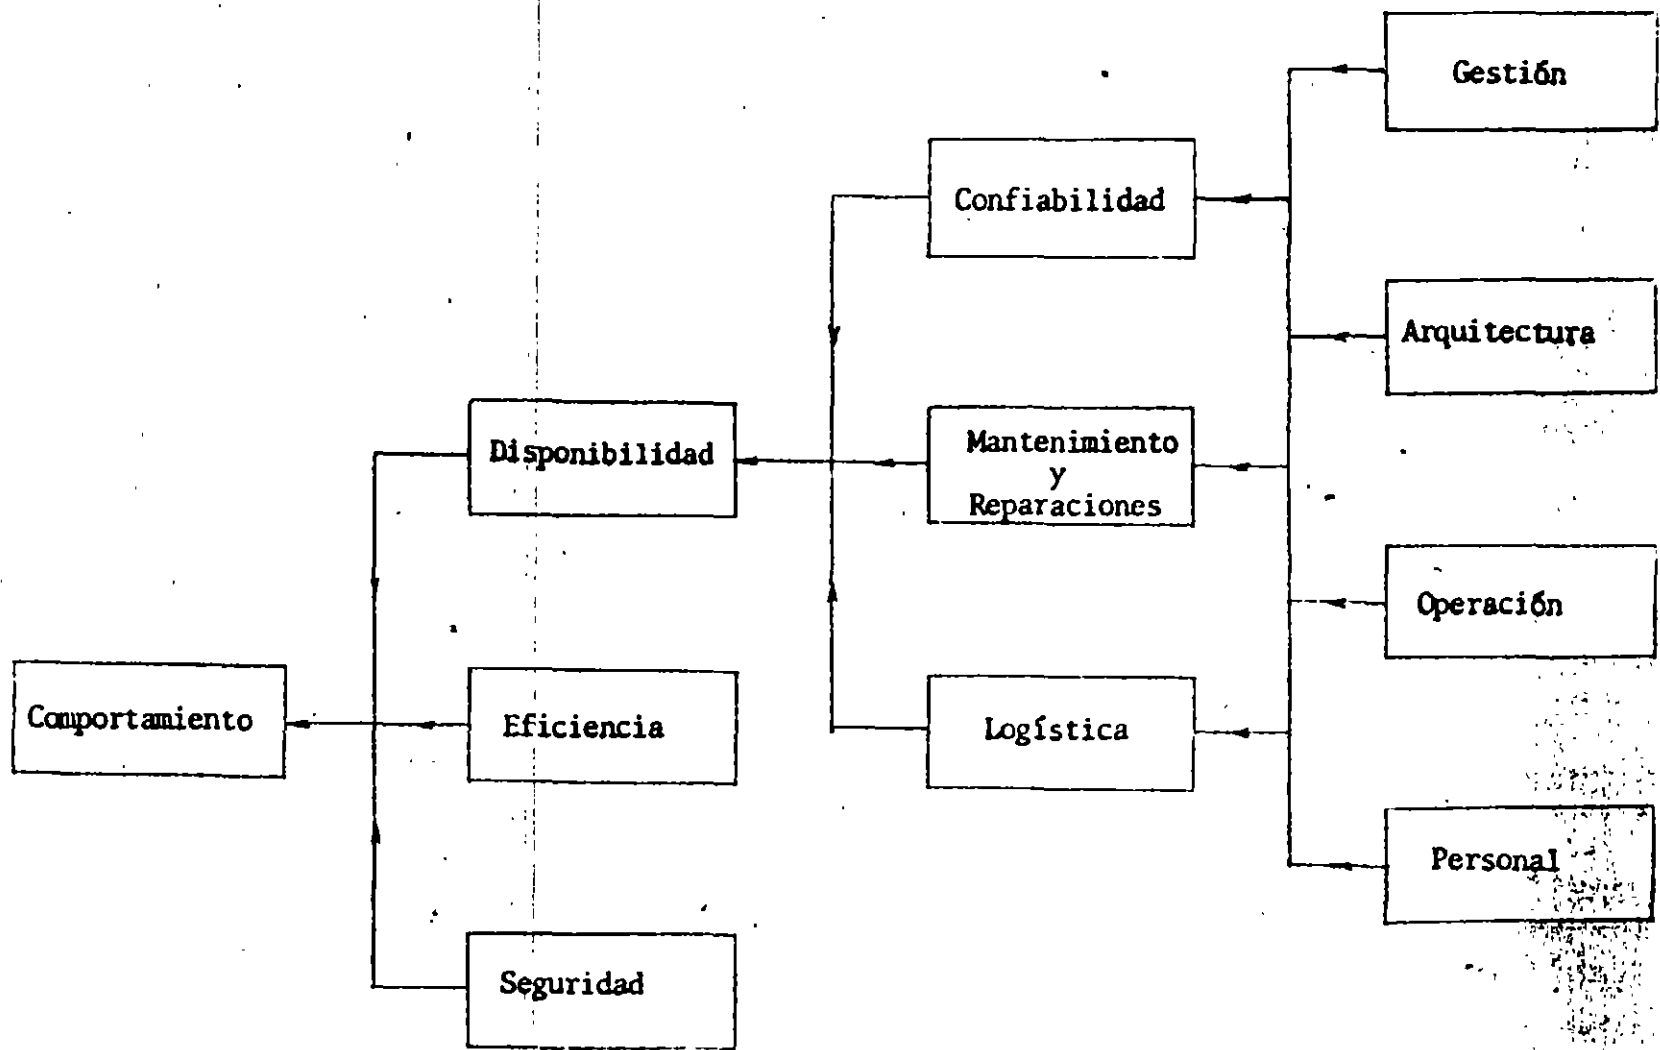 Gestión
Confiabilidad
Arquitectura
Disponibilidad
Mantenimiento
y
Reparaciones
Operación
Comportamiento
Eficiencia
Logística
Personal
Seguridad